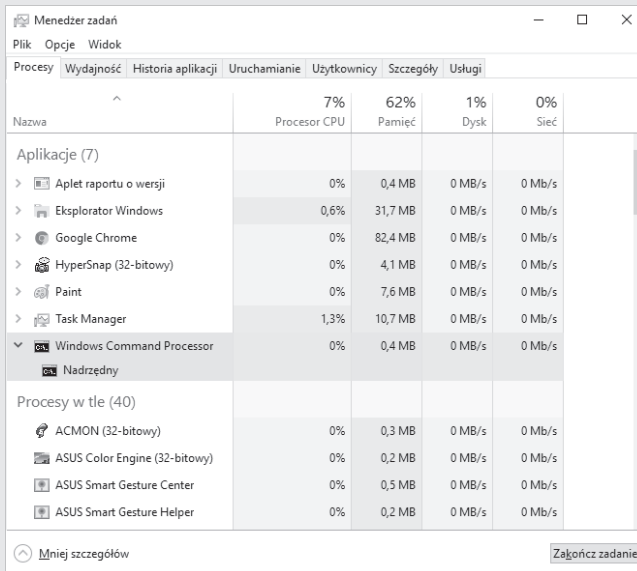 Menedżer zadań
Plik Opcje Widok
Procesy Wydajność Historia aplikacji Uruchamianie Użytkownicy Szczegóły Usługi
7% 62% 1% 0%
Nazwa Procesor CPU Pamięć Dysk Sieć
Aplikacje (7)
Aplet raportu o wersji 0% 0,4 MB 0 MB/s 0 Mb/s
Eksplorator Windows 0,6% 31,7 MB 0 MB/s 0 Mb/s
Google Chrome 0% 82,4 MB 0 MB/s 0 Mb/s
HyperSnap (32-bitowy) 0% 4,1 MB 0 MB/s 0 Mb/s
Paint 0% 7,6 MB 0 MB/s 0 Mb/s
Task Manager 1,3% 10,7 MB 0 MB/s 0 Mb/s
Windows Command Processor 0% 0,4 MB 0 MB/s 0 Mb/s
Nadrzędny
Procesy w tle (40)
ACMON (32-bitowy) 0% 0,3 MB 0 MB/s 0 Mb/s
ASUS Color Engine (32-bitowy) 0% 0,2 MB 0 MB/s 0 Mb/s
ASUS Smart Gesture Center 0% 0,5 MB 0 MB/s 0 Mb/s
ASUS Smart Gesture Helper 0% 0,2 MB 0 MB/s 0 Mb/s
Mniej szczegółów Zakończ zadanie